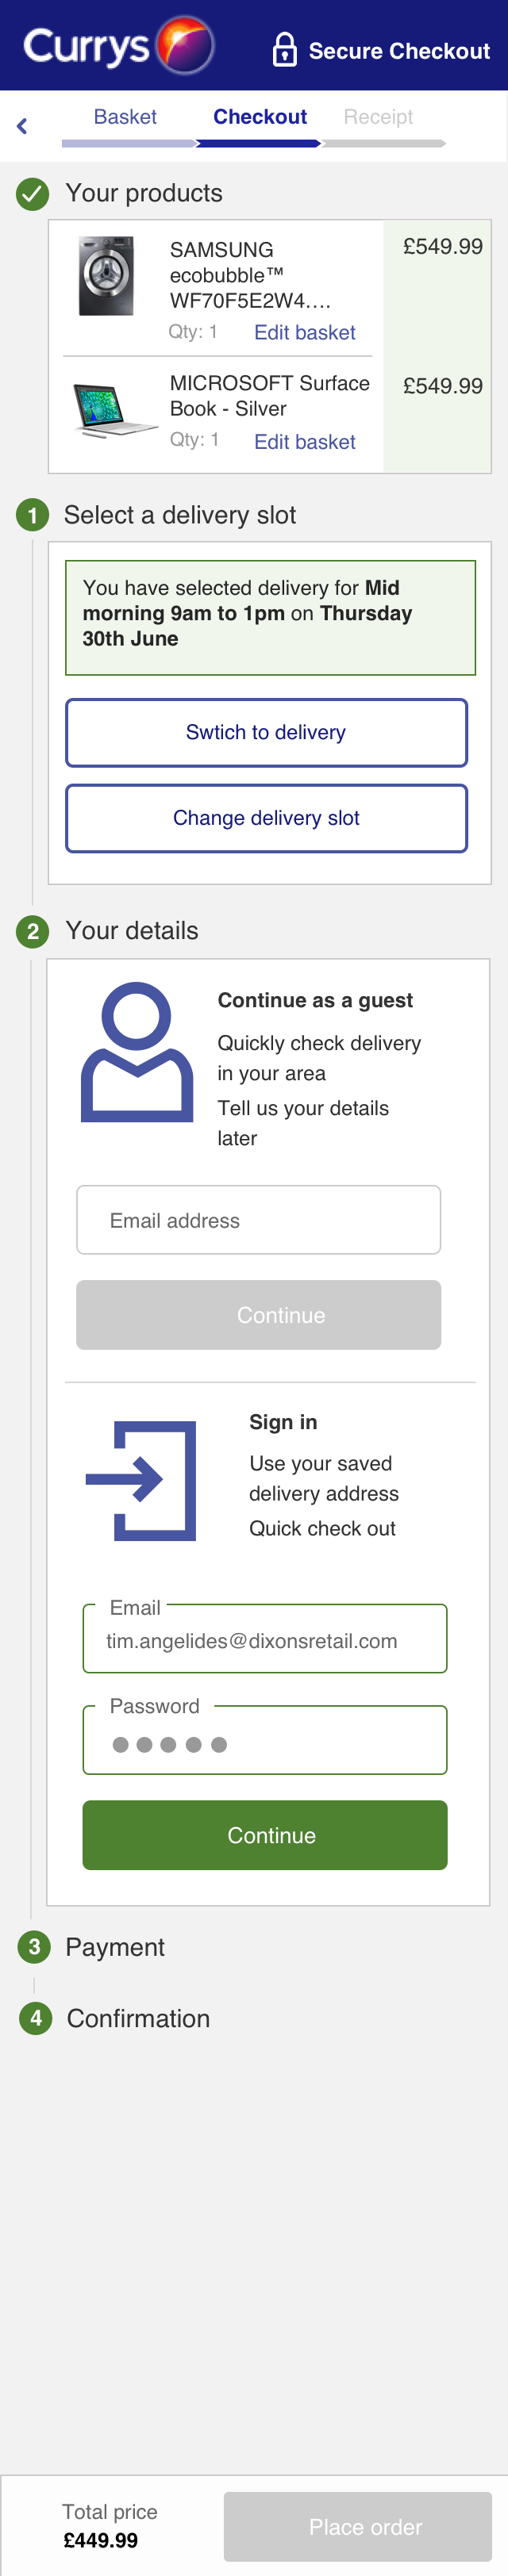 Currys
Secure Checkout
Basket
Checkout
Receipt
Your products
SAMSUNG
ecobubble™
WF70F5E2W4....
£549.99
Qty: 1
Edit basket
MICROSOFT Surface
Book - Silver
£549.99
Qty: 1
Edit basket
1
Select a delivery slot
You have selected delivery for Mid
morning 9am to 1pm on Thursday
30th June
Swtich to delivery
Change delivery slot
2
Your details
Continue as a guest
Quickly check delivery
in your area
Tell us your details
later
Email address
Continue
Sign in
Use your saved
delivery address
Quick check out
Email
tim.angelides@dixonsretail.com
Password
Continue
3
Payment
4
Confirmation
Total price
£449.99
Place order